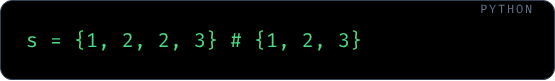 PYTHON
s = {1, 2, 2, 3} # {1, 2, 3}